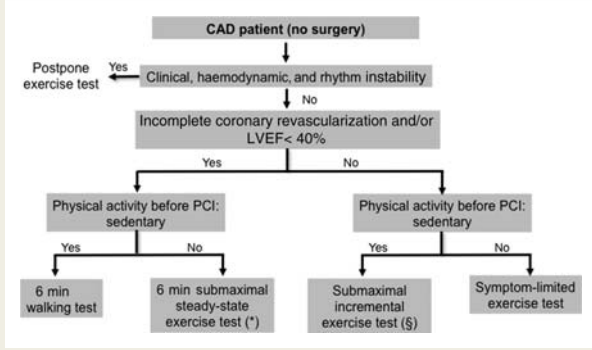 CAD patient (no surgery)
Postpone
exercise test
Yes
Clinical, haemodynamic, and rhythm instability
No
Incomplete coronary revascularization and/or
LVEF< 40%
Yes
No
Physical activity before PCI:
sedentary
Physical activity before PCI:
sedentary
Yes
No
Yes
No
6 min
walking test
6 min submaximal
steady-state
exercise test (*)
Submaximal
incremental
exercise test (§)
Symptom-limited
exercise test